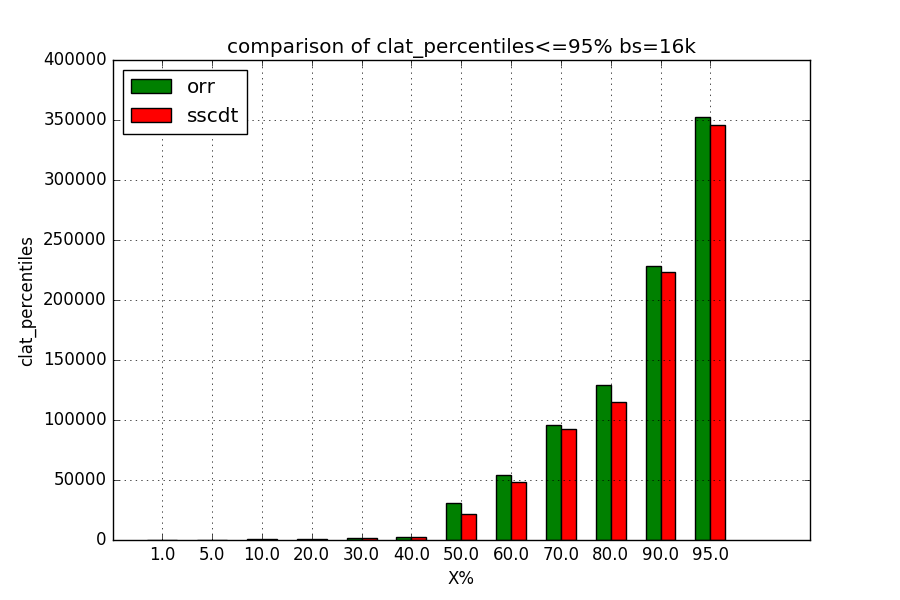 comparison of clat_percentiles<=95% bs=16k
400000
350000
300000
250000
200000
150000
100000
50000
0
clat_percentiles
orr
sscdt
1.0 5.0 10.0 20.0 30.0 40.0 50.0 60.0 70.0 80.0 90.0 95.0
X%